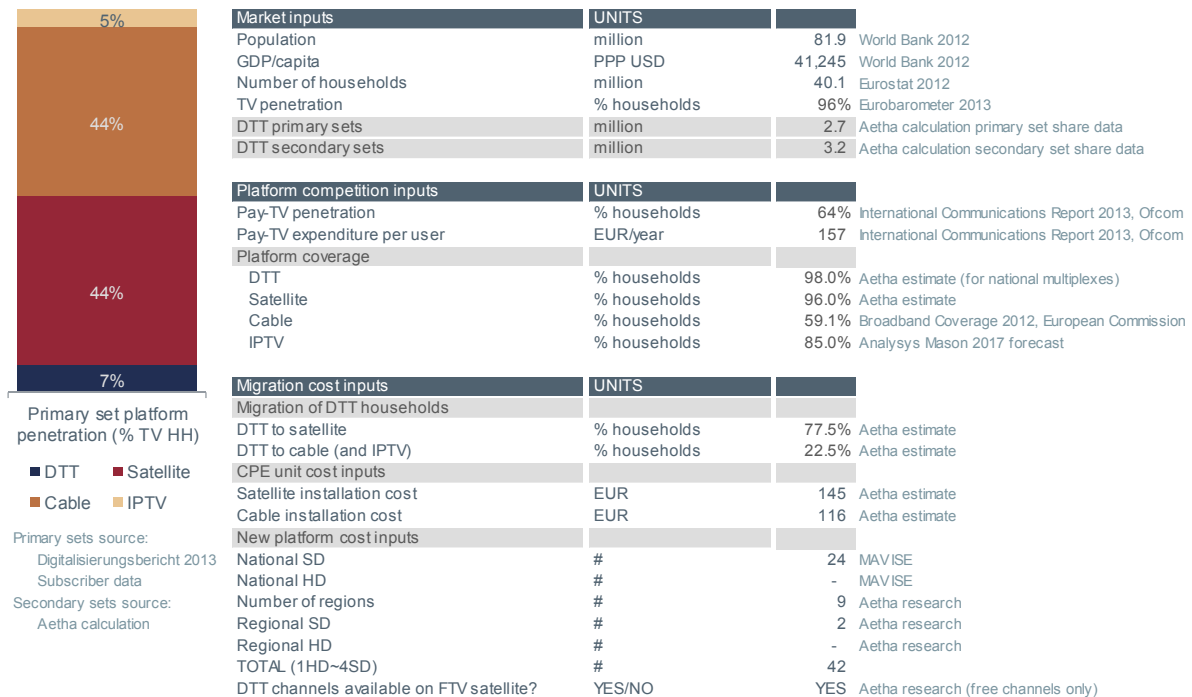 5%
44%
44%
7%
Primary set platform
penetration (% TV HH)
DTT Satellite
Cable IPTV
Primary sets source:
Digitalisierungsbericht 2013
Subscriber data
Secondary sets source:
Aetha calculation
Market inputs UNITS
Population million 81.9 World Bank 2012
GDP/capita PPP USD 41,245 World Bank 2012
Number of households million 40.1 Eurostat 2012
TV penetration % households 96% Eurobarometer 2013
DTT primary sets million 2.7 Aetha calculation primary set share data
DTT secondary sets million 3.2 Aetha calculation secondary set share data
Platform competition inputs UNITS
Pay-TV penetration % households 64% International Communications Report 2013, Ofcom
Pay-TV expenditure per user EUR/year 157 International Communications Report 2013, Ofcom
Platform coverage
DTT % households 98.0% Aetha estimate (for national multiplexes)
Satellite % households 96.0% Aetha estimate
Cable % households 59.1% Broadband Coverage 2012, European Commission
IPTV % households 85.0% Analysys Mason 2017 forecast
Migration cost inputs UNITS
Migration of DTT households
DTT to satellite % households 77.5% Aetha estimate
DTT to cable (and IPTV) % households 22.5% Aetha estimate
CPE unit cost inputs
Satellite installation cost EUR 145 Aetha estimate
Cable installation cost EUR 116 Aetha estimate
New platform cost inputs
National SD # 24 MAVISE
National HD # - MAVISE
Number of regions # 9 Aetha research
Regional SD # 2 Aetha research
Regional HD # - Aetha research
TOTAL (1HD~4SD) # 42
DTT channels available on FTV satellite? YES/NO YES Aetha research (free channels only)